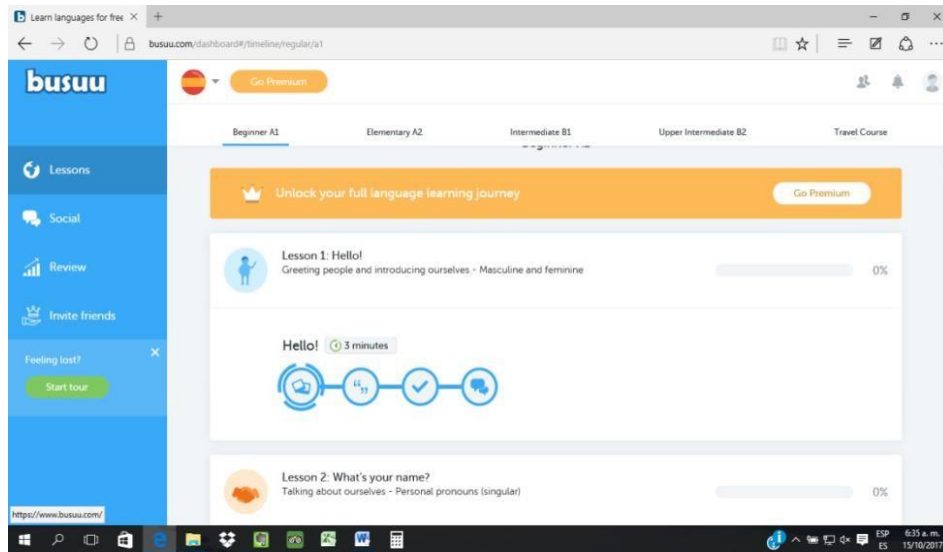 Learn languages for free
busuu.com/dashboard#/timeline/regular/a1
busuu
Go Premium
Beginner A1
Elementary A2
Intermediate B1
Upper Intermediate B2
Travel Course
Lessons
Social
Review
Invite friends
Feeling lost?
Start tour
Unlock your full language learning journey
Go Premium
Lesson 1: Hello!
Greeting people and introducing ourselves - Masculine and feminine
0%
Hello!
3 minutes
Lesson 2: What's your name?
Talking about ourselves - Personal pronouns (singular)
0%
https://www.busuu.com/
ESP
ES
6:35 a. m.
15/10/2017